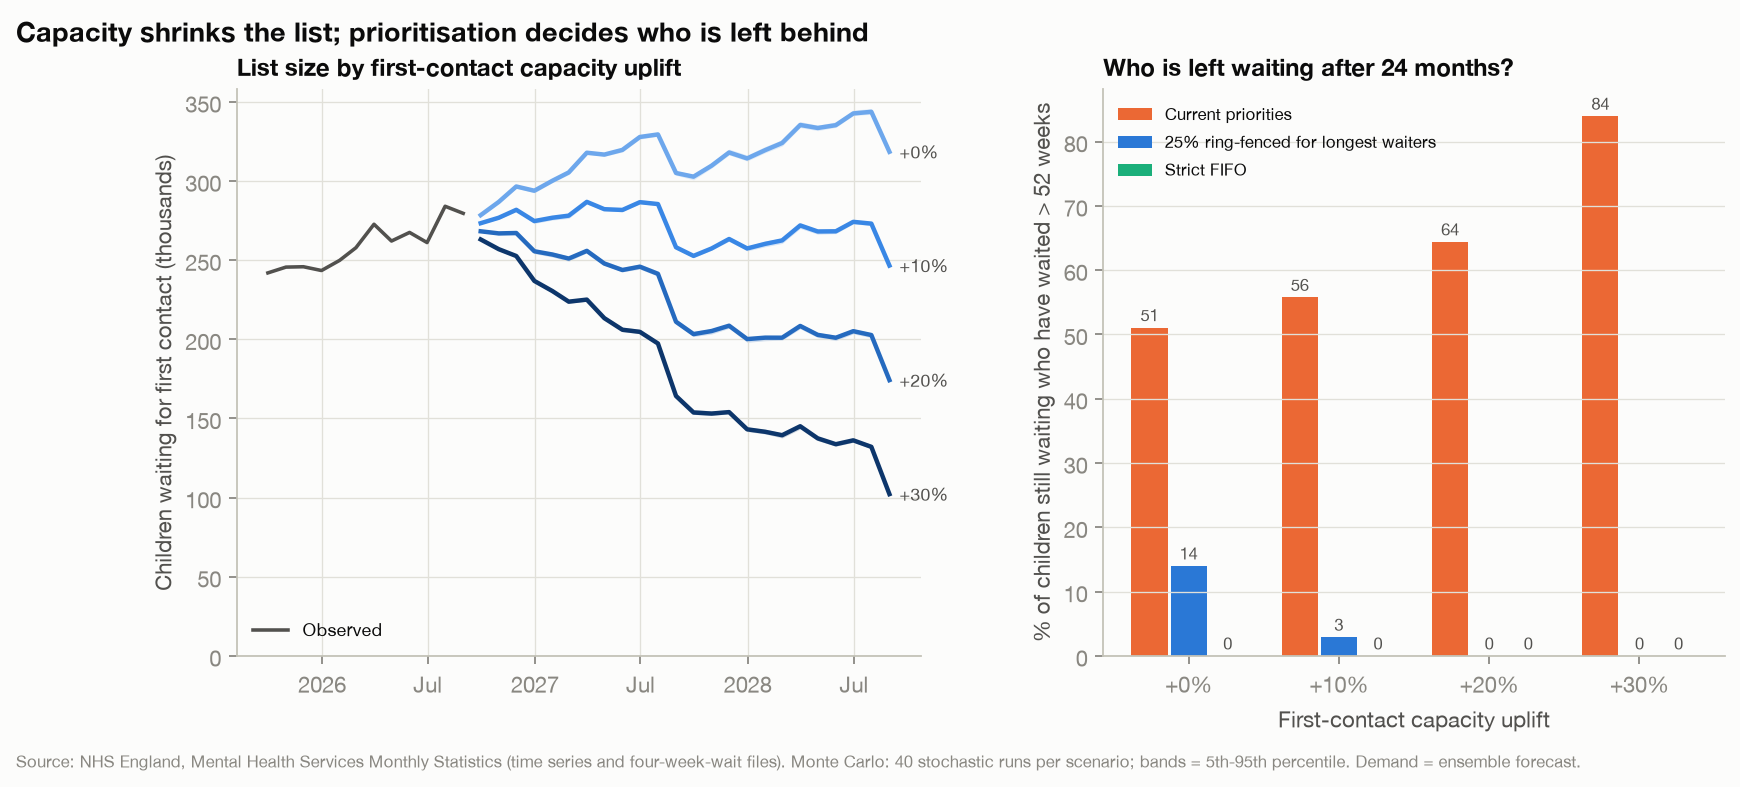 Capacity shrinks the list; prioritisation decides who is left behind
List size by first-contact capacity uplift
Children waiting for first contact (thousands)
350
300
250
200
150
100
50
0
2026
Jul
2027
Jul
2028
Jul
+0%
+10%
+20%
+30%
Observed
Who is left waiting after 24 months?
% of children still waiting who have waited > 52 weeks
80
70
60
50
40
30
20
10
0
Current priorities
25% ring-fenced for longest waiters
Strict FIFO
51
14
0
56
3
0
64
0
0
84
0
0
+0%
+10%
+20%
+30%
First-contact capacity uplift
Source: NHS England, Mental Health Services Monthly Statistics (time series and four-week-wait files). Monte Carlo: 40 stochastic runs per scenario; bands = 5th-95th percentile. Demand = ensemble forecast.